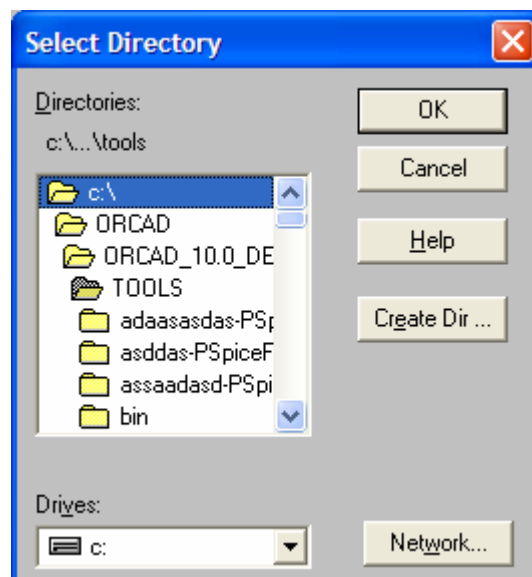 Select Directory
Directories:
c:\...\tools
c:\
ORCAD
ORCAD_10.0_DE
TOOLS
adaasasdas-PSp
asddas-PSpiceF
assaadasd-PSpi
bin
Drives:
c:
OK
Cancel
Help
Create Dir ...
Network...